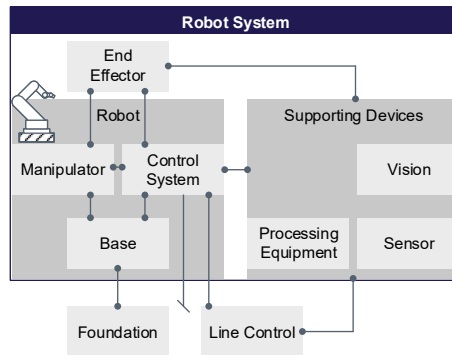 Robot System
End
Effector
Robot
Supporting Devices
Manipulator
Control
System
Vision
Base
Processing
Equipment
Sensor
Foundation
Line Control